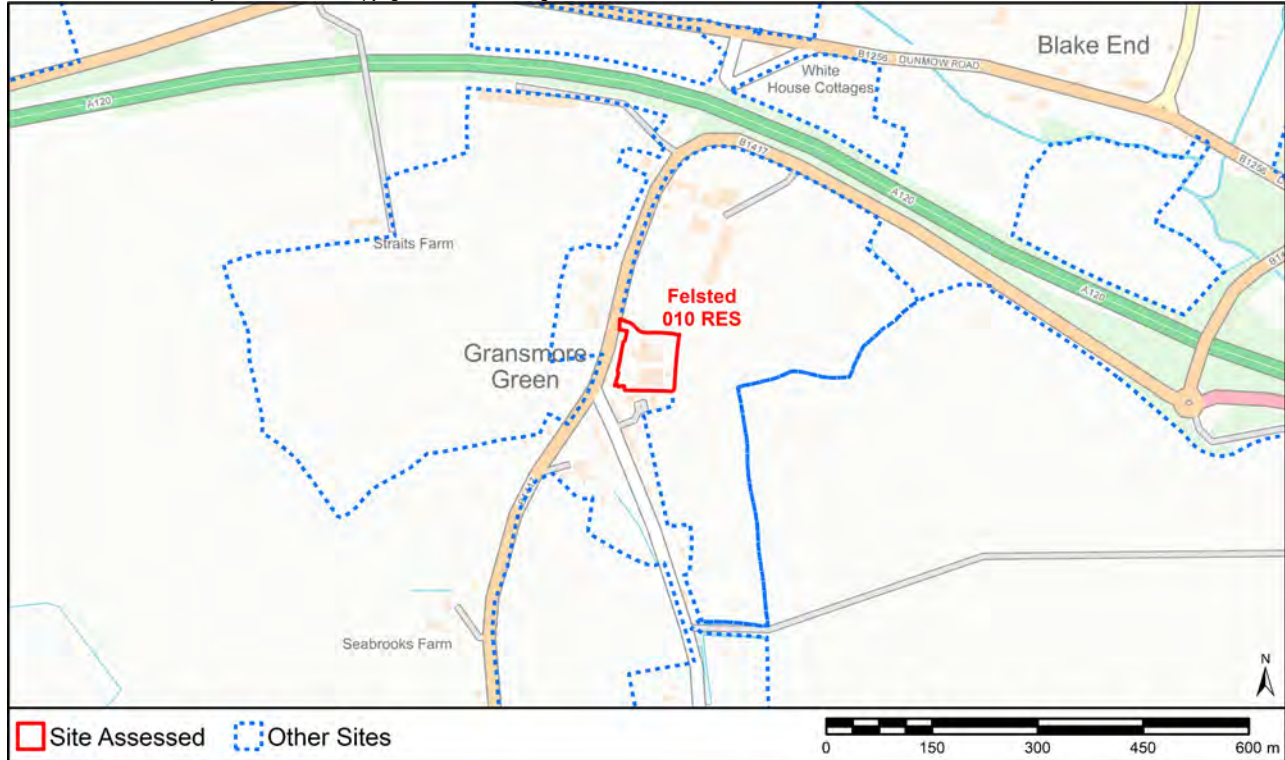 Blake End
B1256 DUNMOW ROAD
White
House Cottages
A120
B1417
B1256
A120
Straits Farm
Felsted
010 RES
A120
Gransmore
Green
Seabrooks Farm
N
Site Assessed
Other Sites
0 150 300 450 600 m